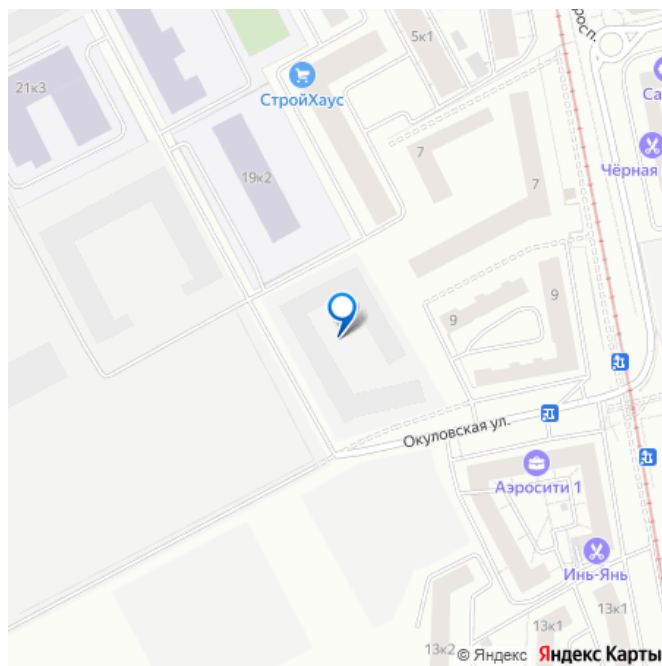 росп.
5к1
21к3
СтройХаус
Са
Чёрная
7
19к2
7
9
9
Окуловская ул.
Аэросити 1
Инь-Янь
13к1
13к1
13к2
© Яндекс Яндекс Карты